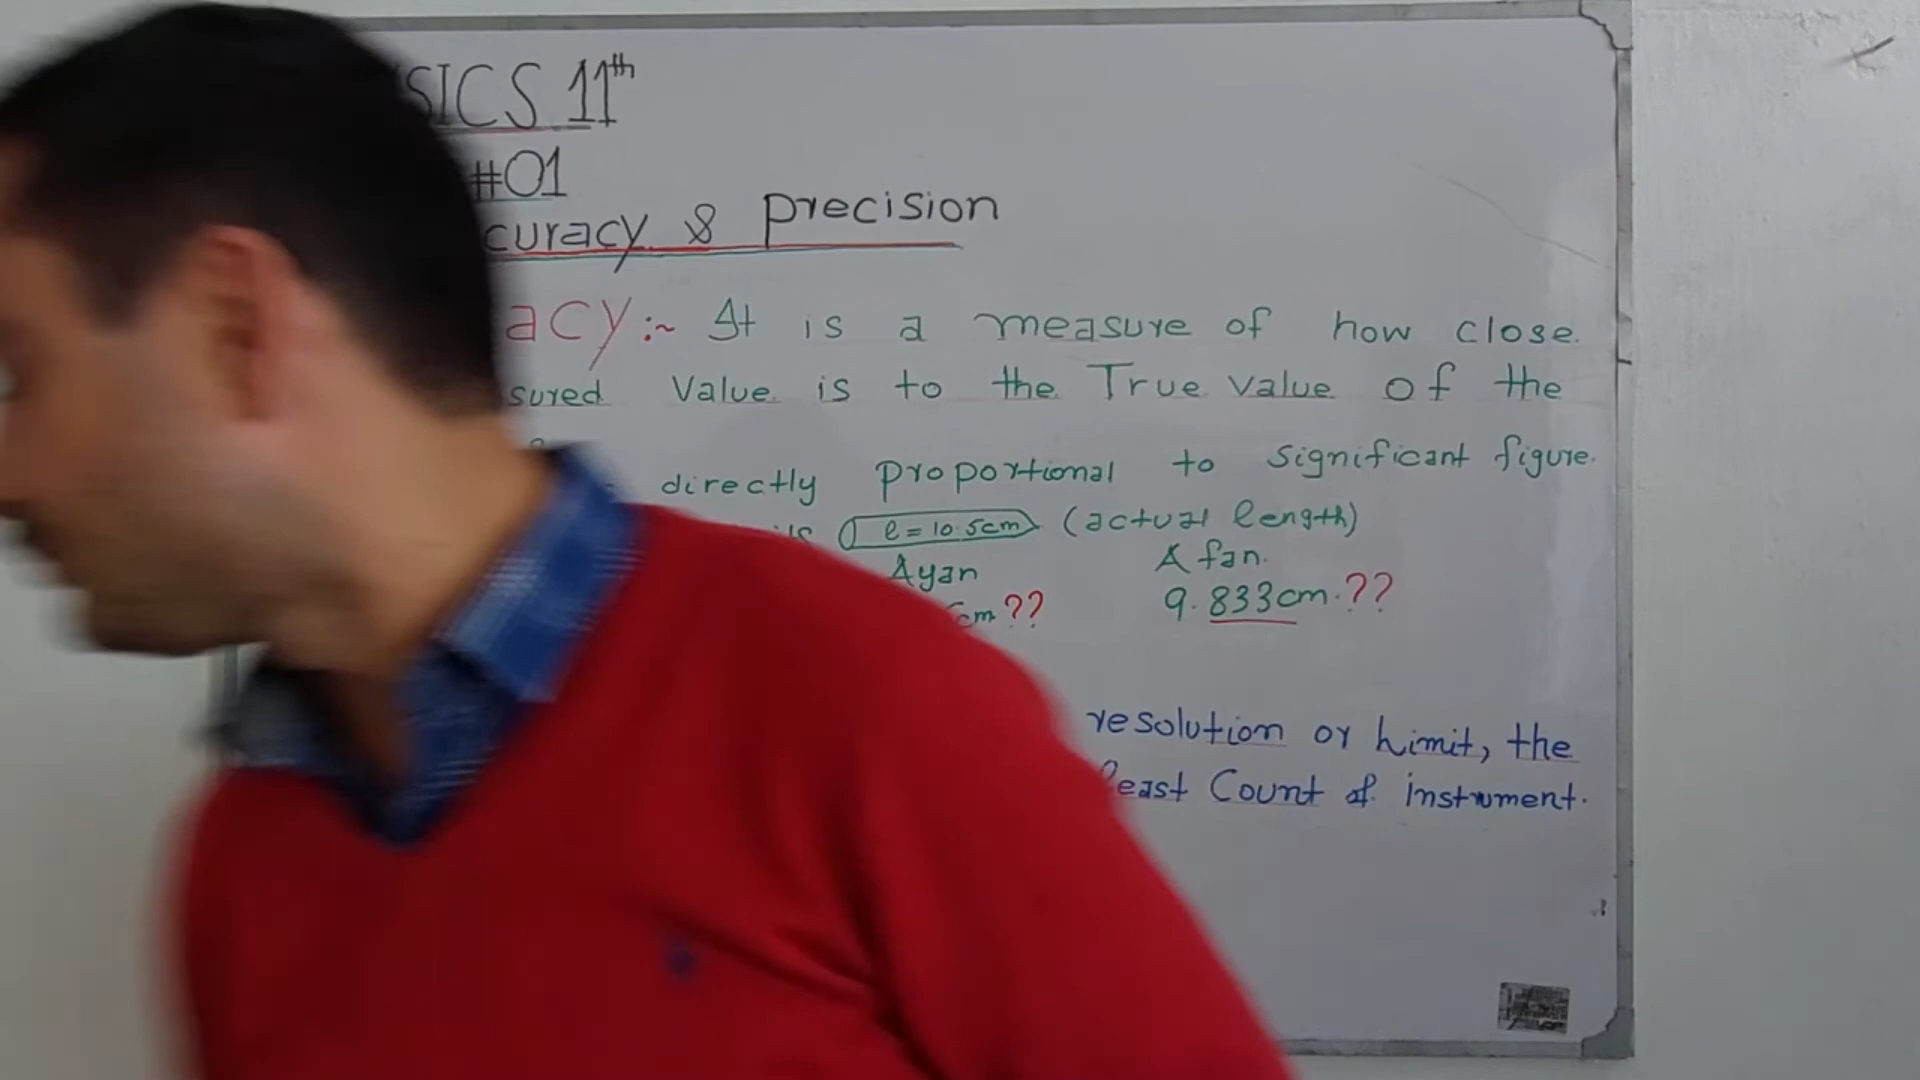 SICS 11th
#01
curacy & Precision
acy:~ It is a measure of how close.
sured Value is to the True Value of the
directly Proportional to significant figure.
is l = 10.5cm (actual length)
Ayan Afan.
cm ?? 9.833cm.??
resolution or Limit, the
least Count of instrument.